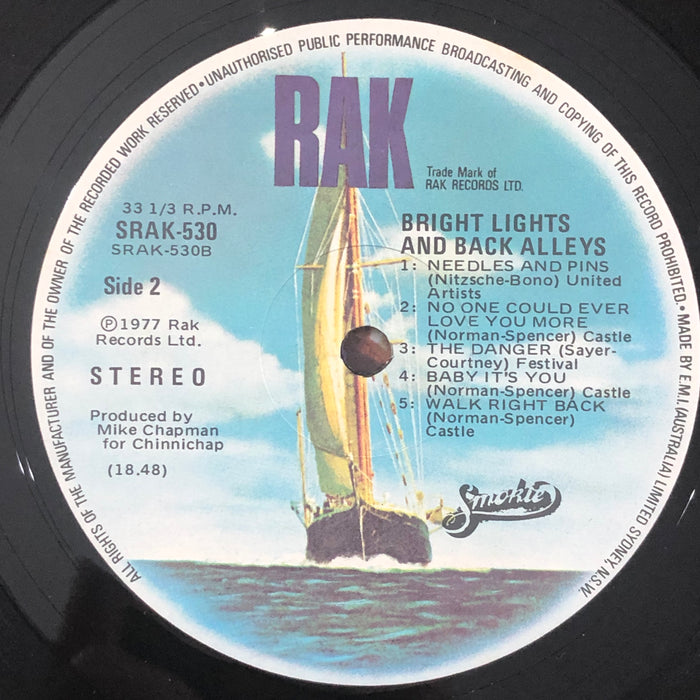 ALL RIGHTS OF THE MANUFACTURER AND OF THE OWNER OF THE RECORDED WORK RESERVED • UNAUTHORISED PUBLIC PERFORMANCE BROADCASTING AND COPYING OF THIS RECORD PROHIBITED. • MADE BY E.M.I (AUSTRALIA) LIMITED SYDNEY, N.S.W.
RAK
Trade Mark of
RAK RECORDS LTD.
33 1/3 R.P.M.
SRAK-530
SRAK-530B
Side 2
Ⓟ1977 Rak
Records Ltd.
STEREO
Produced by
Mike Chapman
for Chinnichap
(18.48)
BRIGHT LIGHTS
AND BACK ALLEYS
1: NEEDLES AND PINS
(Nitzsche-Bono) United
Artists
2: NO ONE COULD EVER
LOVE YOU MORE
(Norman-Spencer) Castle
3: THE DANGER (Sayer-
Courtney) Festival
4: BABY IT'S YOU
(Norman-Spencer) Castle
5: WALK RIGHT BACK
(Norman-Spencer)
Castle
Smokie